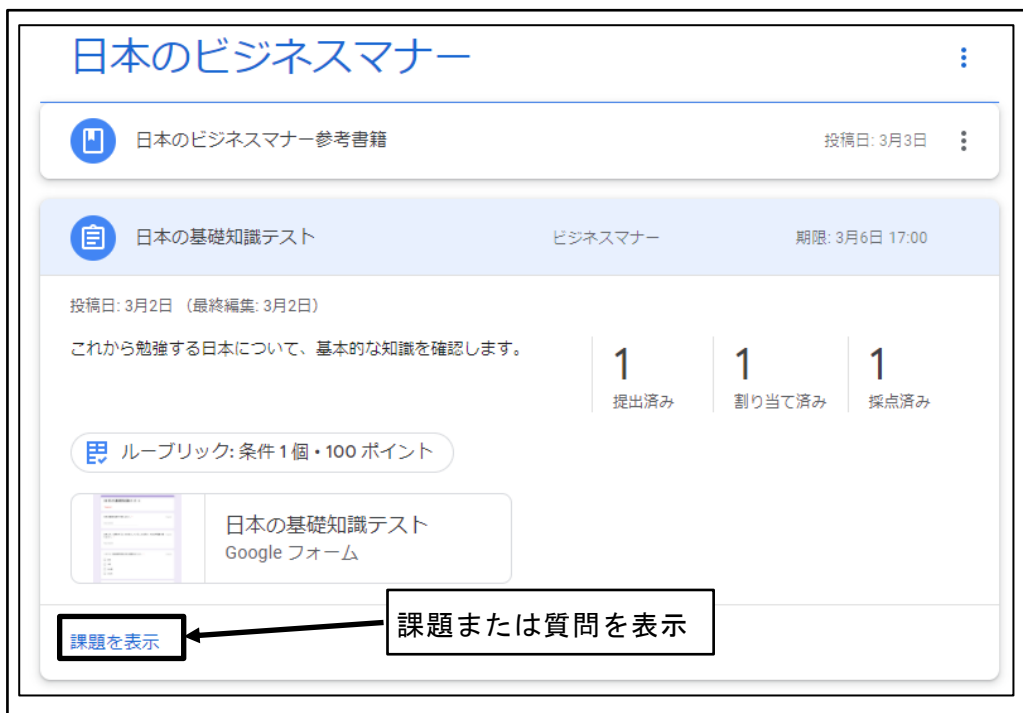 日本のビジネスマナー
日本のビジネスマナー参考書籍
投稿日: 3月3日
日本の基礎知識テスト
ビジネスマナー
期限: 3月6日 17:00
投稿日: 3月2日 （最終編集: 3月2日）
これから勉強する日本について、基本的な知識を確認します。
1
提出済み
1
割り当て済み
1
採点済み
ルーブリック: 条件 1 個 • 100 ポイント
日本の基礎知識テスト
Google フォーム
課題を表示
課題または質問を表示